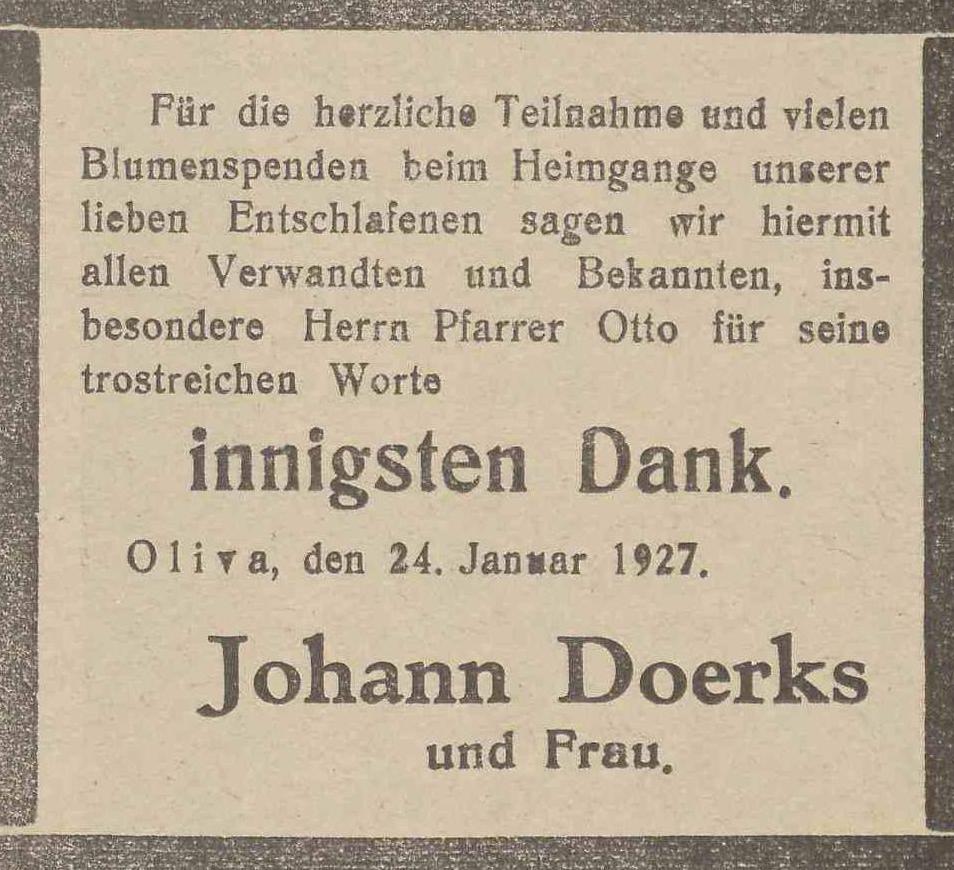 Für die herzliche Teilnahme und vielen
Blumenspenden beim Heimgange unserer
lieben Entschlafenen sagen wir hiermit
allen Verwandten und Bekannten, ins-
besondere Herrn Pfarrer Otto für seine
trostreichen Worte
innigsten Dank.
Oliva, den 24. Januar 1927.
Johann Doerks
und Frau.